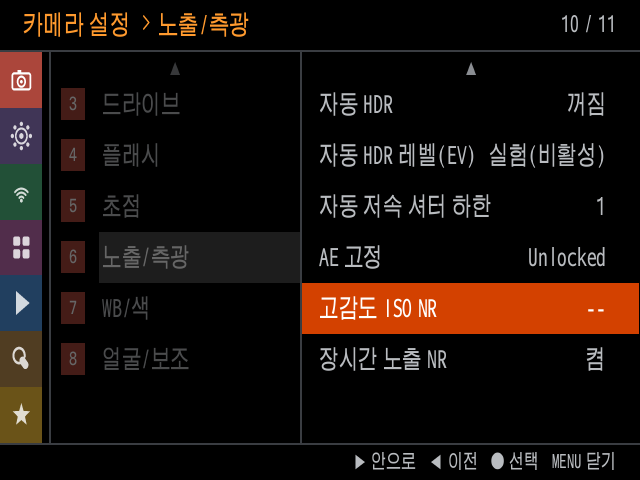 카메라 설정 > 노출/측광
10 / 11
3 드라이브
4 플래시
5 초점
6 노출/측광
7 WB/색
8 얼굴/보조
자동 HDR 꺼짐
자동 HDR 레벨(EV) 실험(비활성)
자동 저속 셔터 하한 1
AE 고정 Unlocked
고감도 ISO NR --
장시간 노출 NR 켬
안으로 이전 선택 MENU 닫기